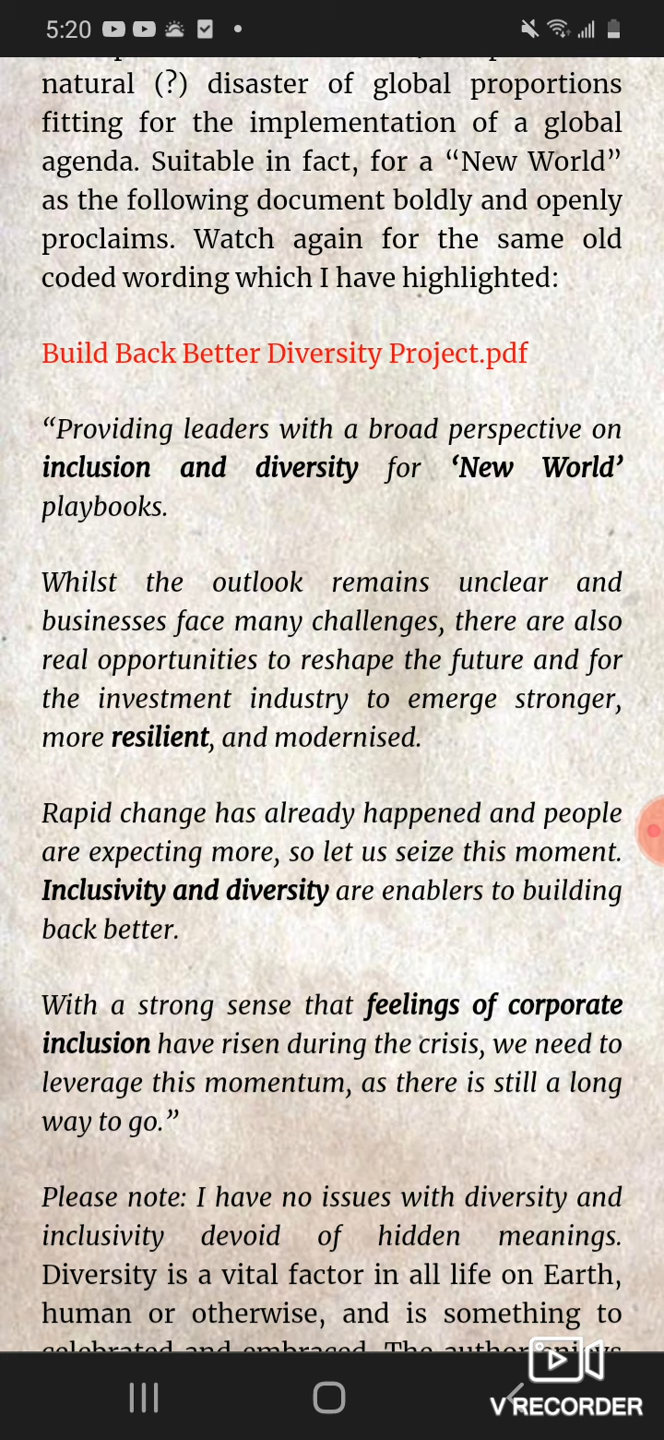 5:20
natural (?) disaster of global proportions
fitting for the implementation of a global
agenda. Suitable in fact, for a “New World”
as the following document boldly and openly
proclaims. Watch again for the same old
coded wording which I have highlighted:
Build Back Better Diversity Project.pdf
“Providing leaders with a broad perspective on
inclusion and diversity for ‘New World’
playbooks.
Whilst the outlook remains unclear and
businesses face many challenges, there are also
real opportunities to reshape the future and for
the investment industry to emerge stronger,
more resilient, and modernised.
Rapid change has already happened and people
are expecting more, so let us seize this moment.
Inclusivity and diversity are enablers to building
back better.
With a strong sense that feelings of corporate
inclusion have risen during the crisis, we need to
leverage this momentum, as there is still a long
way to go.”
Please note: I have no issues with diversity and
inclusivity devoid of hidden meanings.
Diversity is a vital factor in all life on Earth,
human or otherwise, and is something to
celebrated and embraced. The author
V RECORDER